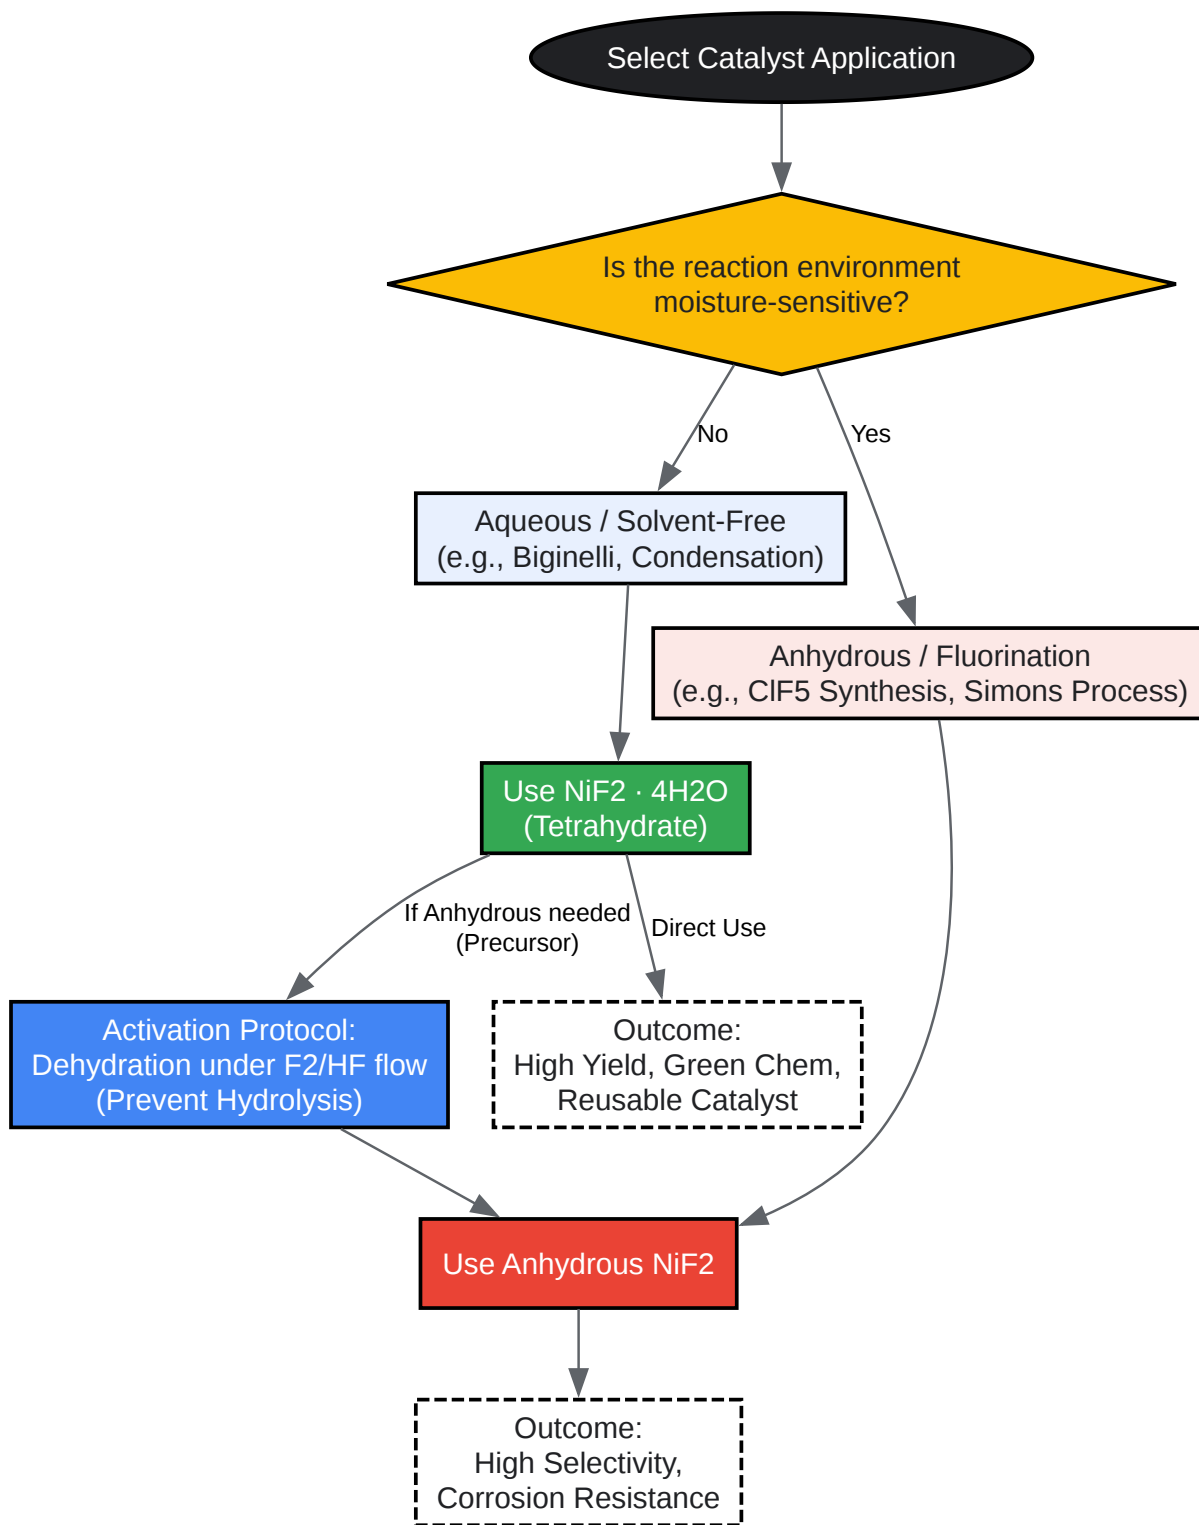 Select Catalyst Application
Is the reaction environment
moisture-sensitive?
No
Yes
Aqueous / Solvent-Free
(e.g., Biginelli, Condensation)
Anhydrous / Fluorination
(e.g., ClF5 Synthesis, Simons Process)
Use NiF2 · 4H2O
(Tetrahydrate)
If Anhydrous needed
(Precursor)
Direct Use
Activation Protocol:
Dehydration under F2/HF flow
(Prevent Hydrolysis)
Outcome:
High Yield, Green Chem,
Reusable Catalyst
Use Anhydrous NiF2
Outcome:
High Selectivity,
Corrosion Resistance